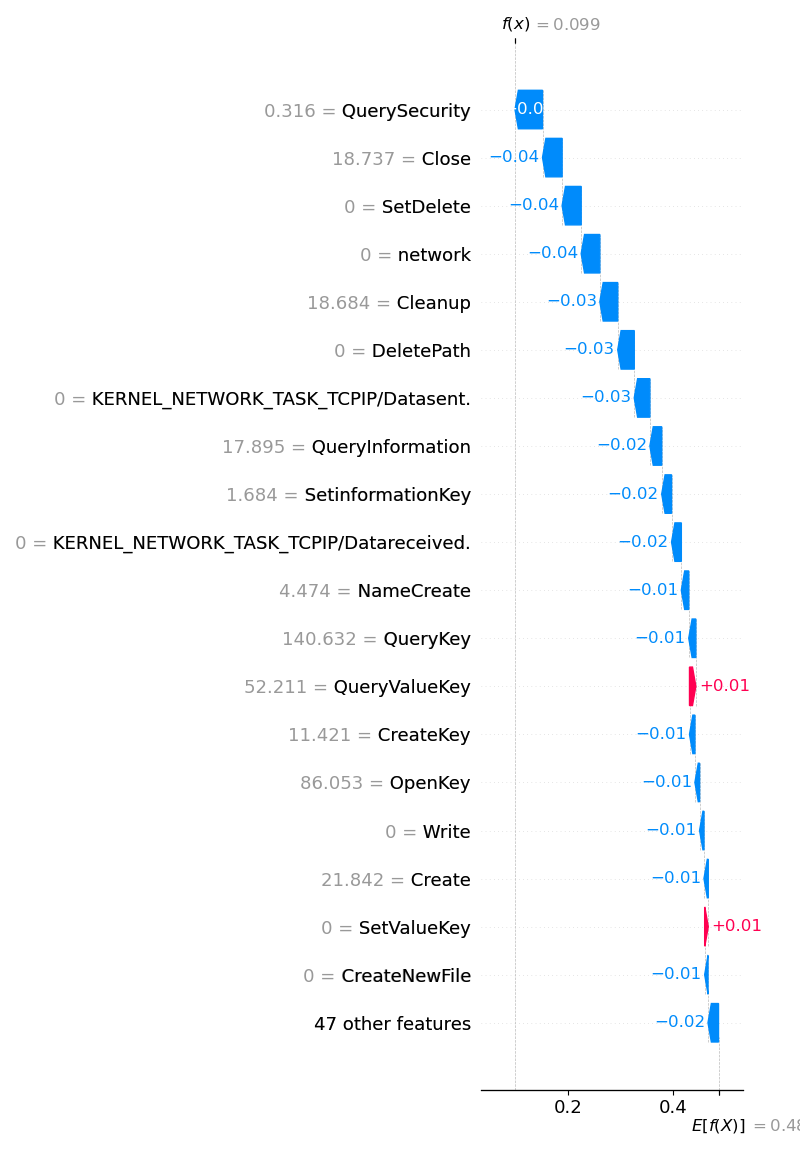 f(x) = 0.099
0.316 = QuerySecurity
18.737 = Close −0.04
0 = SetDelete −0.04
0 = network −0.04
18.684 = Cleanup −0.03
0 = DeletePath −0.03
0 = KERNEL_NETWORK_TASK_TCPIP/Datasent. −0.03
17.895 = QueryInformation −0.02
1.684 = SetinformationKey −0.02
0 = KERNEL_NETWORK_TASK_TCPIP/Datareceived. −0.02
4.474 = NameCreate −0.01
140.632 = QueryKey −0.01
52.211 = QueryValueKey +0.01
11.421 = CreateKey −0.01
86.053 = OpenKey −0.01
0 = Write −0.01
21.842 = Create −0.01
0 = SetValueKey +0.01
0 = CreateNewFile −0.01
47 other features −0.02
0.2 0.4
E[f(X)] =